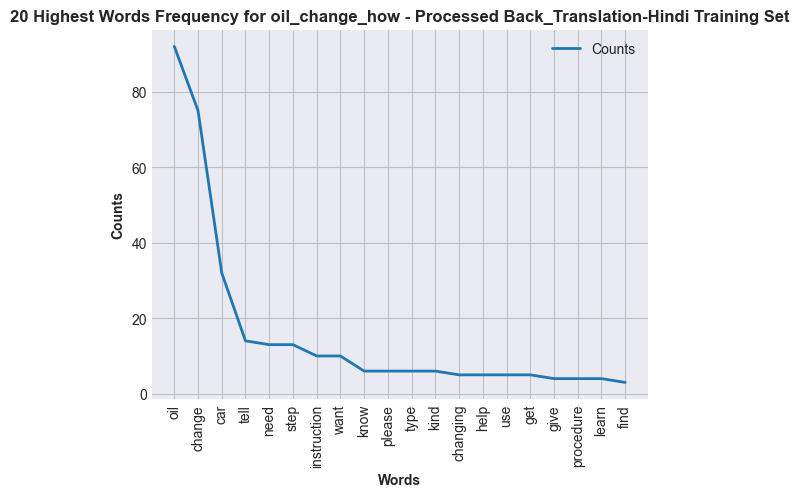 20 Highest Words Frequency for oil_change_how - Processed Back_Translation-Hindi Training Set
Counts
80
60
40
20
0
Counts
oil
change
car
tell
need
step
instruction
want
know
please
type
kind
changing
help
use
get
give
procedure
learn
find
Words